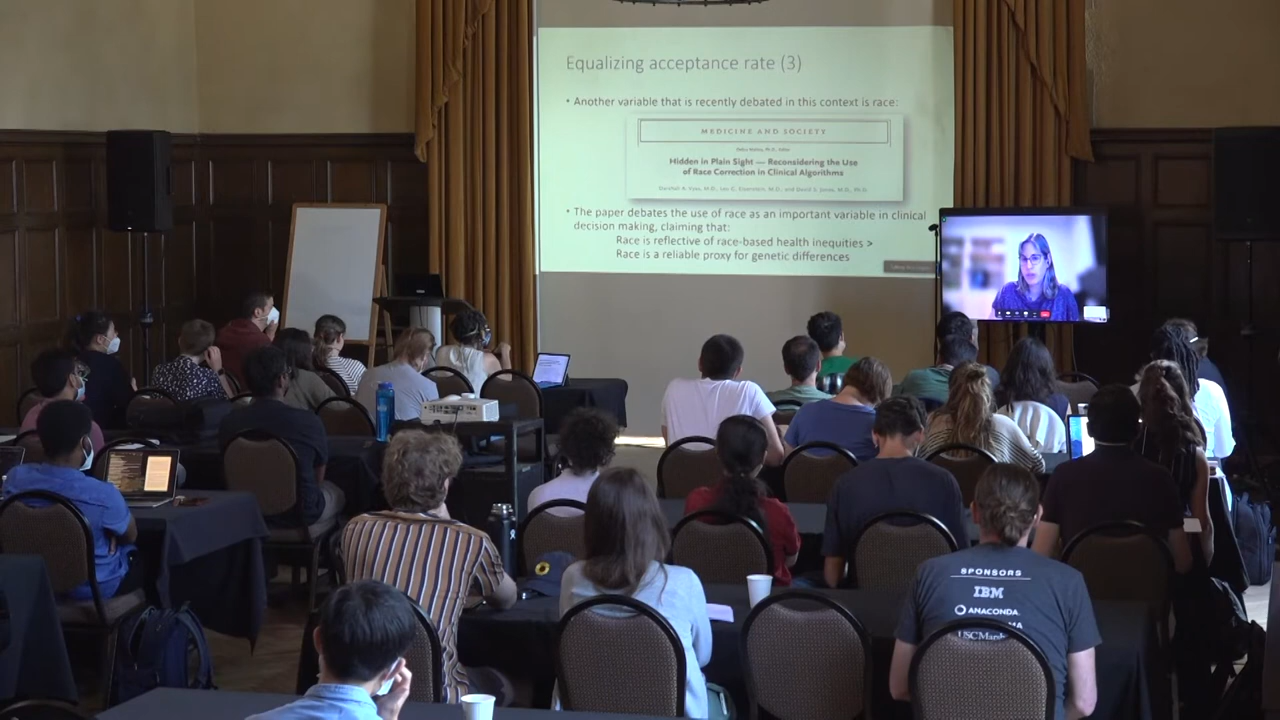 Equalizing acceptance rate (3)
• Another variable that is recently debated in this context is race:
MEDICINE AND SOCIETY
Hidden in Plain Sight — Reconsidering the Use
of Race Correction in Clinical Algorithms
• The paper debates the use of race as an important variable in clinical
decision making, claiming that:
Race is reflective of race-based health inequities >
Race is a reliable proxy for genetic differences
SPONSORS
IBM
ANACONDA